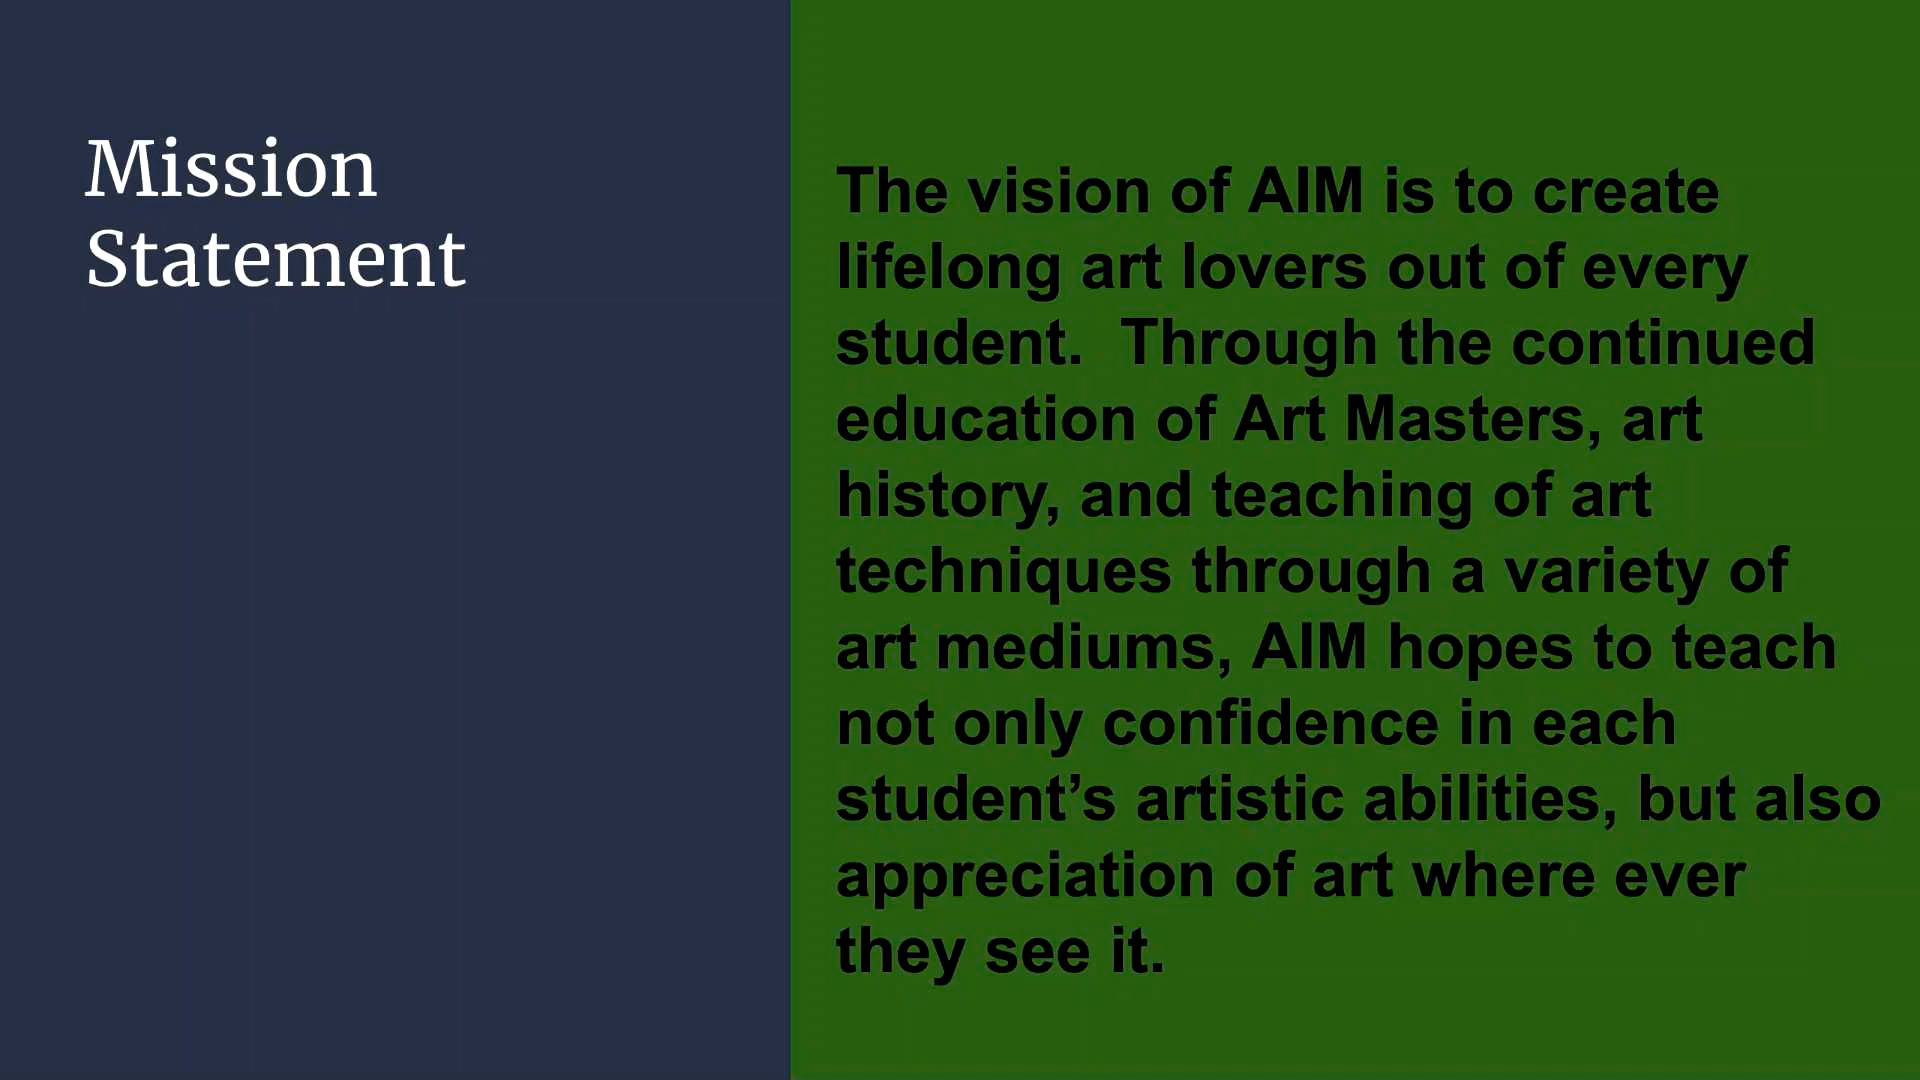 Mission
Statement
The vision of AIM is to create
lifelong art lovers out of every
student.  Through the continued
education of Art Masters, art
history, and teaching of art
techniques through a variety of
art mediums, AIM hopes to teach
not only confidence in each
student’s artistic abilities, but also
appreciation of art where ever
they see it.